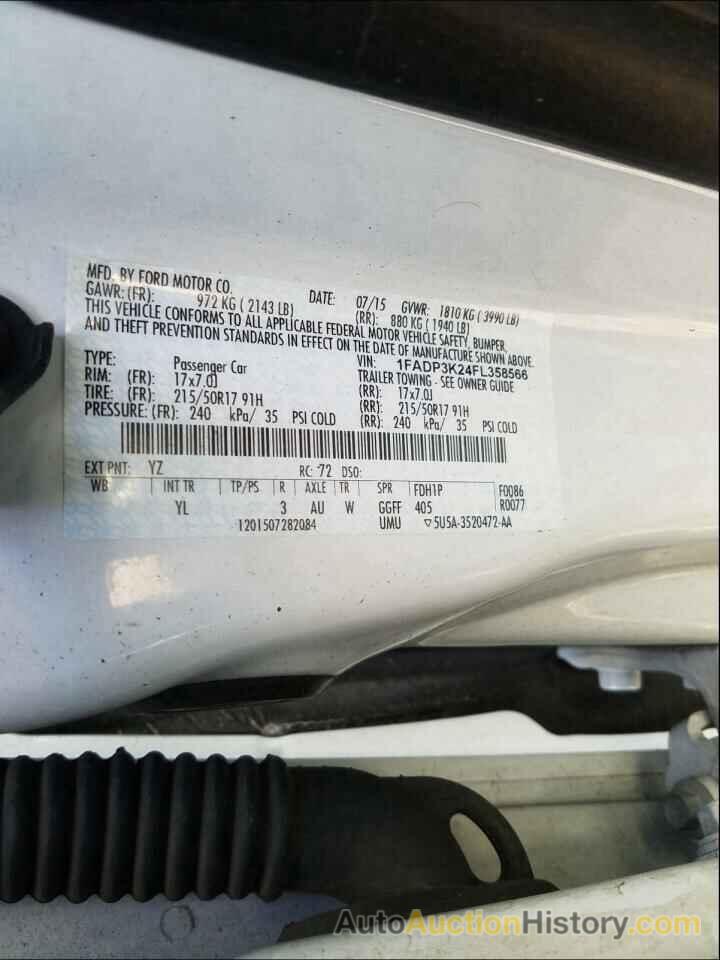 MFD. BY FORD MOTOR CO.
DATE: 07/15 GVWR: 1810 KG ( 3990 LB)
GAWR: (FR): 972 KG ( 2143 LB) (RR): 880 KG ( 1940 LB)
THIS VEHICLE CONFORMS TO ALL APPLICABLE FEDERAL MOTOR VEHICLE SAFETY, BUMPER,
AND THEFT PREVENTION STANDARDS IN EFFECT ON THE DATE OF MANUFACTURE SHOWN ABOVE.
VIN: 1FADP3K24FL358566
TYPE: Passenger Car TRAILER TOWING - SEE OWNER GUIDE
RIM: (FR) 17x7.0J (RR) 17x7.0J
TIRE: (FR) 215/50R17 91H (RR) 215/50R17 91H
PRESSURE: (FR) 240 kPa/ 35 PSI COLD (RR) 240 kPa/ 35 PSI COLD
EXT PNT: YZ RC: 72 DSO:
WB INT TR TP/PS R AXLE TR SPR FDH1P F0086
YL 3 AU W GGFF 405 R0077
1201507282084 UMU ▽5U5A-3520472-AA
AutoAuctionHistory.com